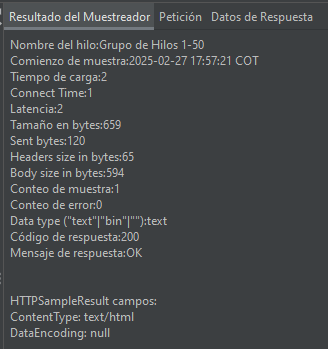 Resultado del Muestreador Petición Datos de Respuesta
Nombre del hilo:Grupo de Hilos 1-50
Comienzo de muestra:2025-02-27 17:57:21 COT
Tiempo de carga:2
Connect Time:1
Latencia:2
Tamaño en bytes:659
Sent bytes:120
Headers size in bytes:65
Body size in bytes:594
Conteo de muestra:1
Conteo de error:0
Data type ("text"|"bin"|""):text
Código de respuesta:200
Mensaje de respuesta:OK
HTTPSampleResult campos:
ContentType: text/html
DataEncoding: null